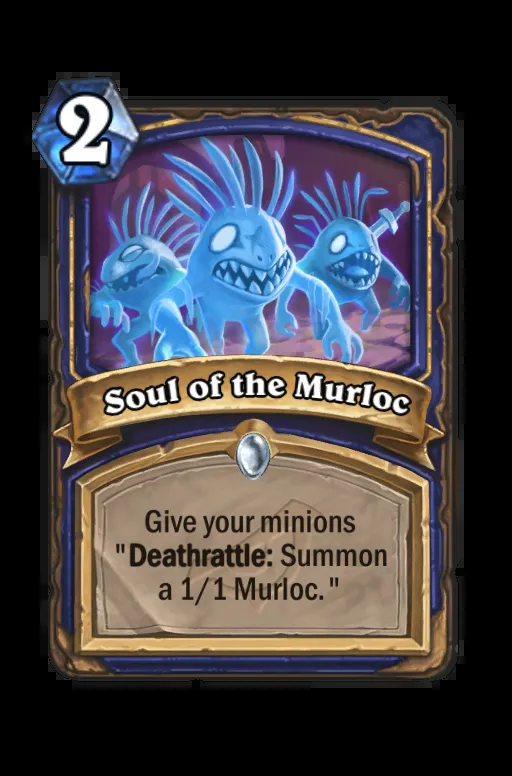 2
Soul of the Murloc
Give your minions
"Deathrattle: Summon
a 1/1 Murloc."